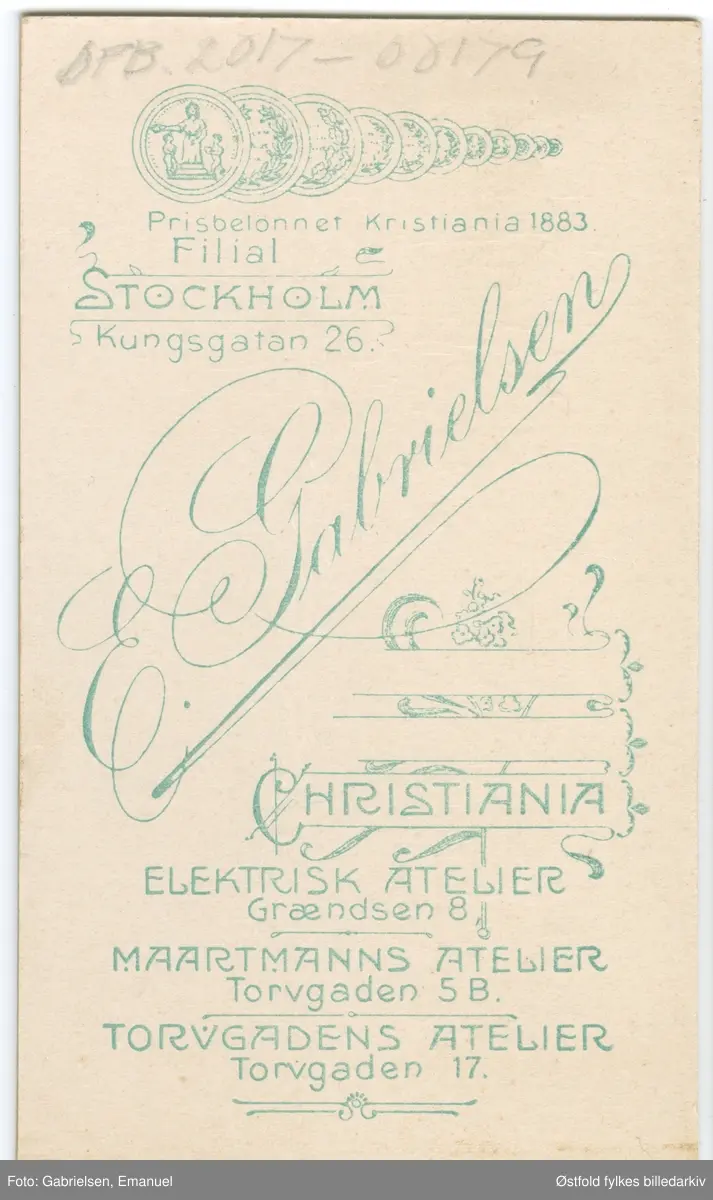 ØFB. 2017-00179
Prisbelonnet Kristiania 1883.
Filial
STOCKHOLM
Kungsgatan 26.
E. Gabrielsen
CHRISTIANIA
ELEKTRISK ATELIER
Grændsen 8
MAARTMANNS ATELIER
Torvgaden 5B.
TORVGADENS ATELIER
Torvgaden 17.
Foto: Gabrielsen, Emanuel
Østfold fylkes billedarkiv